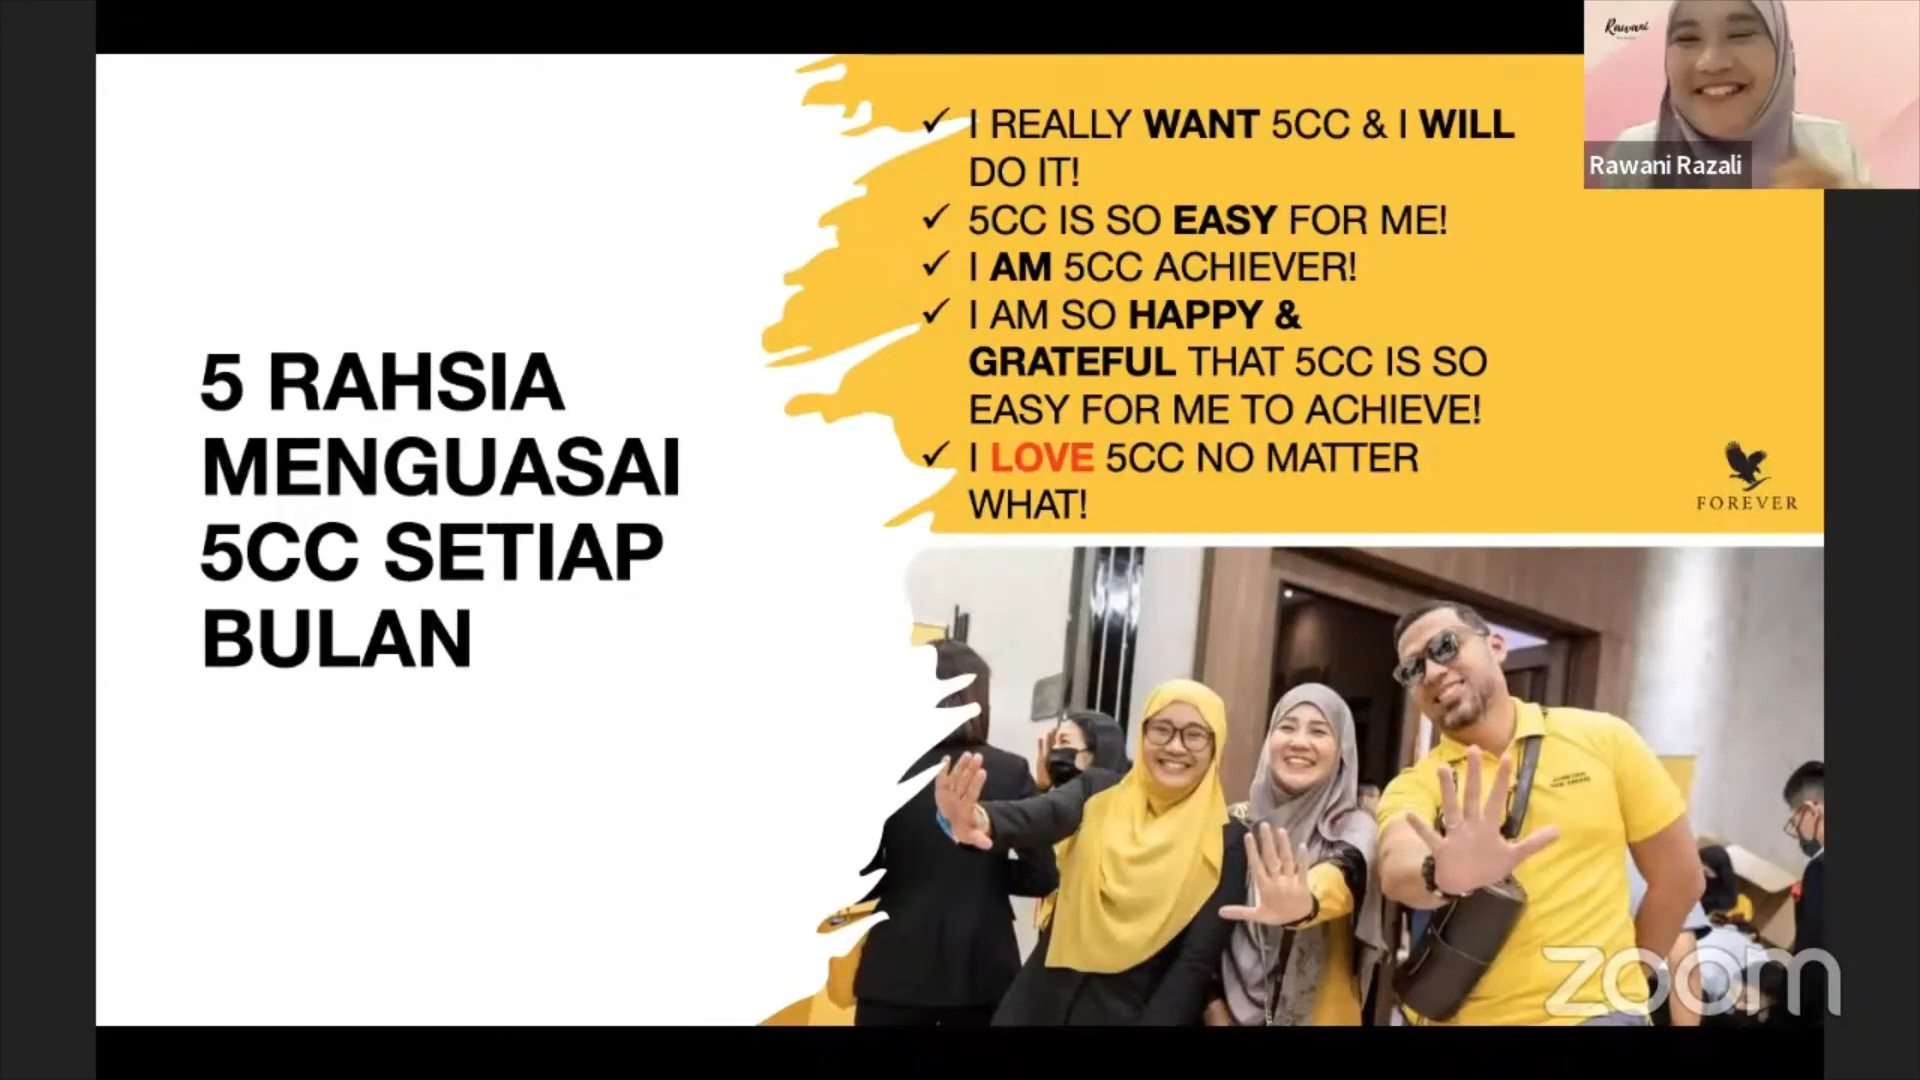 5 RAHSIA
MENGUASAI
5CC SETIAP
BULAN
✓ I REALLY WANT 5CC & I WILL
DO IT!
✓ 5CC IS SO EASY FOR ME!
✓ I AM 5CC ACHIEVER!
✓ I AM SO HAPPY &
GRATEFUL THAT 5CC IS SO
EASY FOR ME TO ACHIEVE!
✓ I LOVE 5CC NO MATTER
WHAT!
FOREVER
Rawani
Rawani Razali
zoom